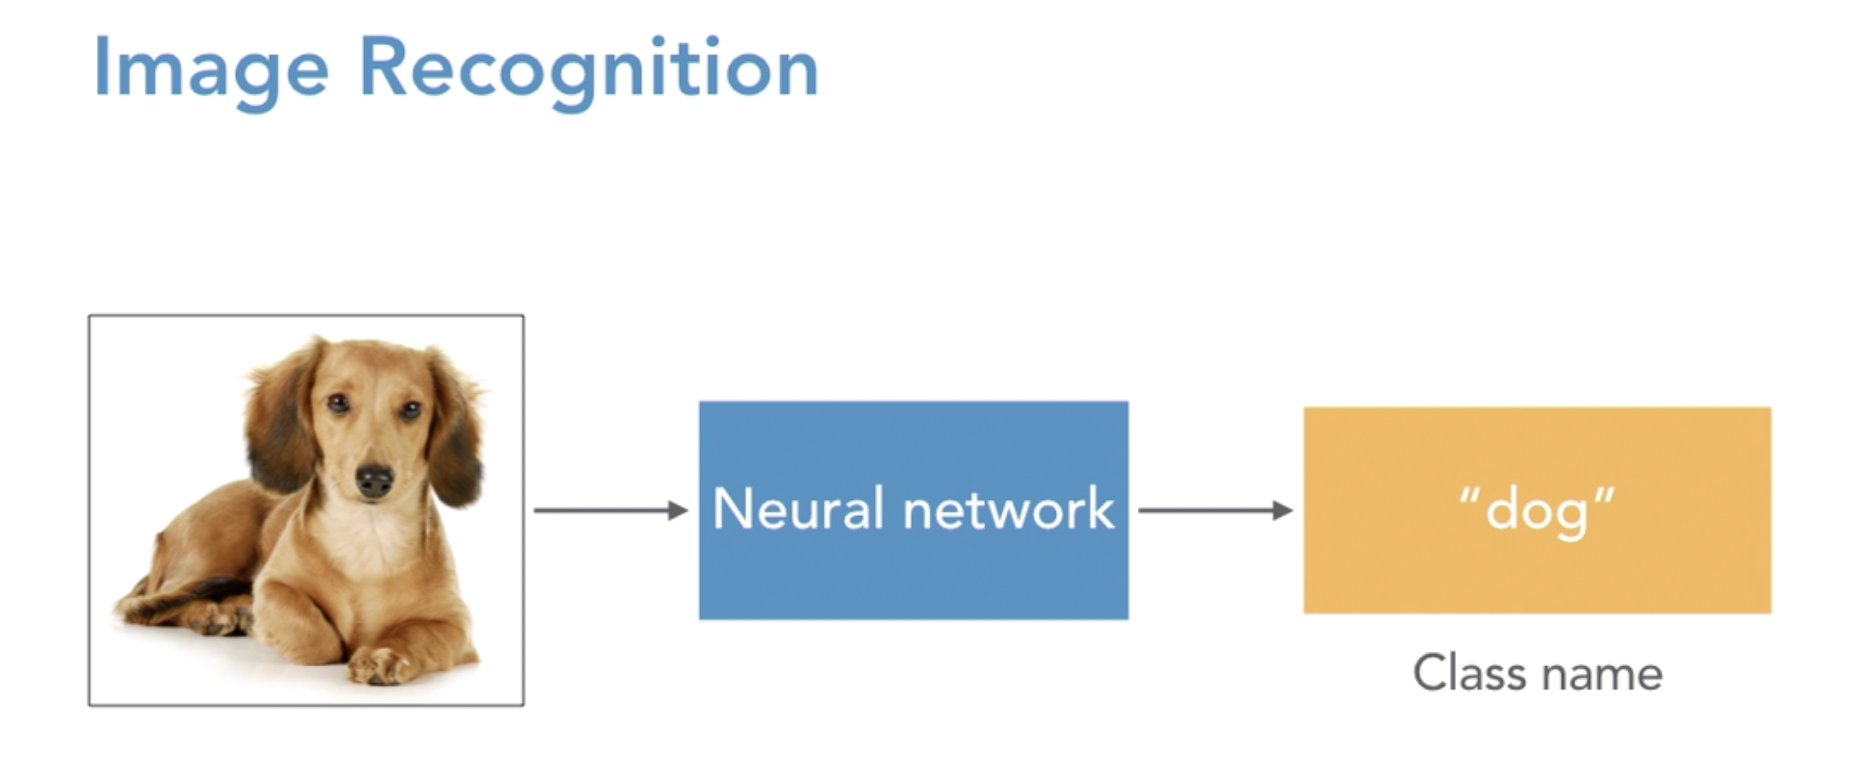 Image Recognition
Neural network
“dog”
Class name